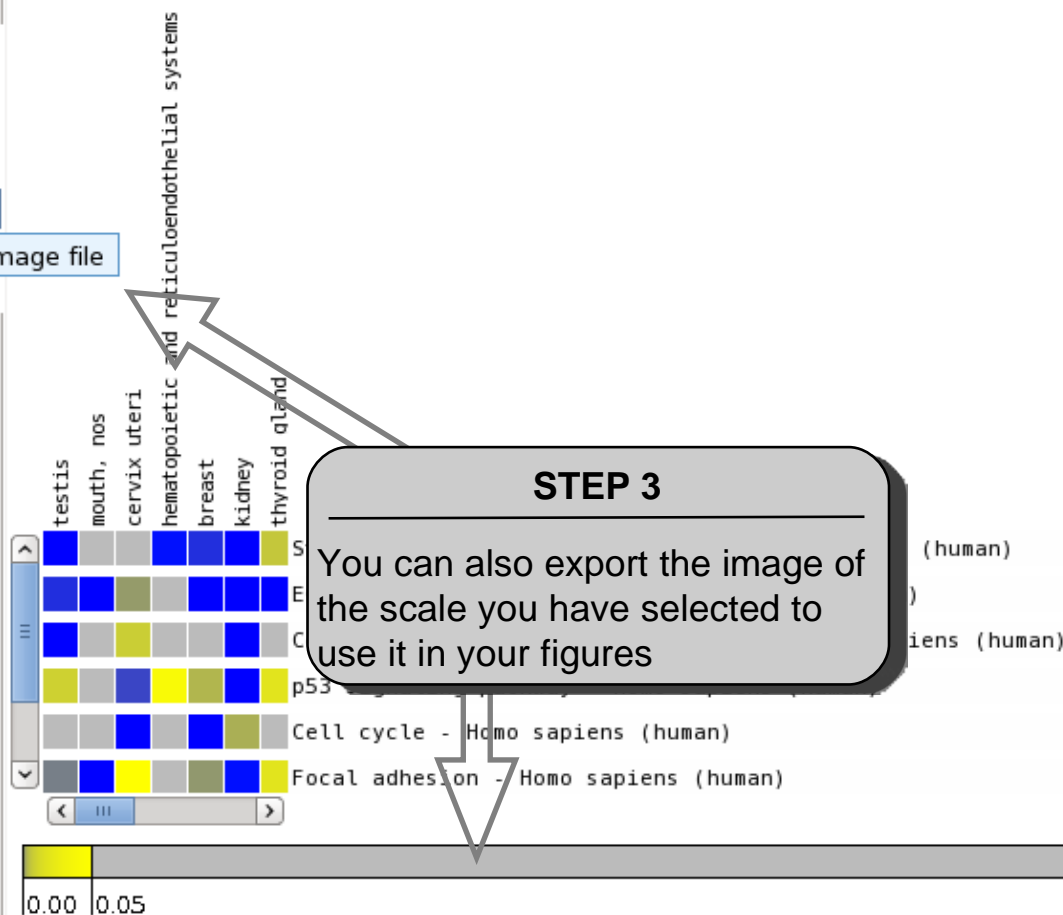 hematopoietic and reticuloendothelial systems
mage file
testis
mouth, nos
cervix uteri
breast
kidney
thyroid gland
STEP 3
You can also export the image of
the scale you have selected to
use it in your figures
S (human)
E )
C iens (human)
p53
Cell cycle - Homo sapiens (human)
Focal adhesion - Homo sapiens (human)
0.00 0.05